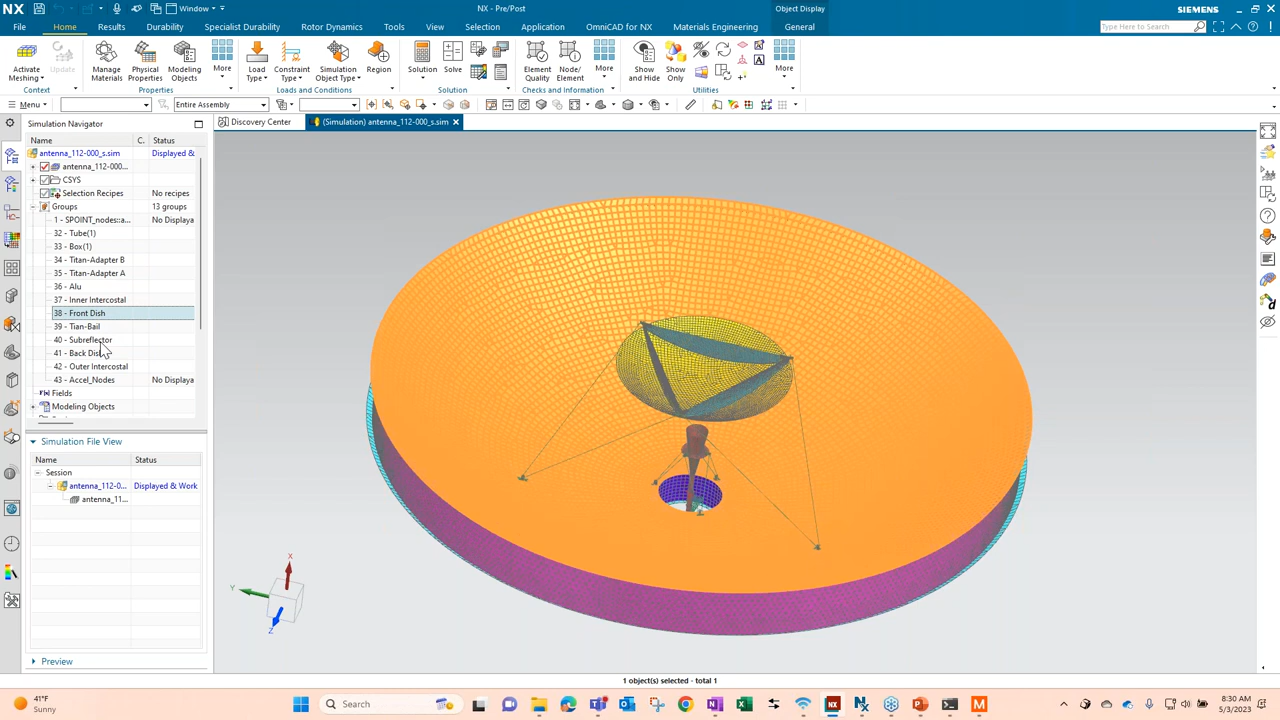 NX Window NX - Pre/Post Object Display SIEMENS
File Home Results Durability Specialist Durability Rotor Dynamics Tools View Selection Application OmniCAD for NX Materials Engineering General Type Here to Search
Activate Meshing Update Manage Materials Physical Properties Modeling Objects More Load Type Constraint Type Simulation Object Type Region Solution Solve Element Quality Node/Element More Show and Hide Show Only More
Context Properties Loads and Conditions Solution Checks and Information Utilities
Menu Entire Assembly
Simulation Navigator Discovery Center (Simulation) antenna_112-000_s.sim
Name C. Status
antenna_112-000_s.sim Displayed &
antenna_112-000...
CSYS
Selection Recipes No recipes
Groups 13 groups
1 - SPOINT_nodes::a... No Displaya
32 - Tube(1)
33 - Box(1)
34 - Titan-Adapter B
35 - Titan-Adapter A
36 - Alu
37 - Inner Intercostal
38 - Front Dish
39 - Tian-Bail
40 - Subreflector
41 - Back Dish
42 - Outer Intercostal
43 - Accel_Nodes No Displaya
Fields
Modeling Objects
Simulation File View
Name Status
Session
antenna_112-0... Displayed & Work
antenna_11...
X
Y
Z
Preview
1 object(s) selected - total 1
41°F
Sunny
Search
8:30 AM
5/3/2023